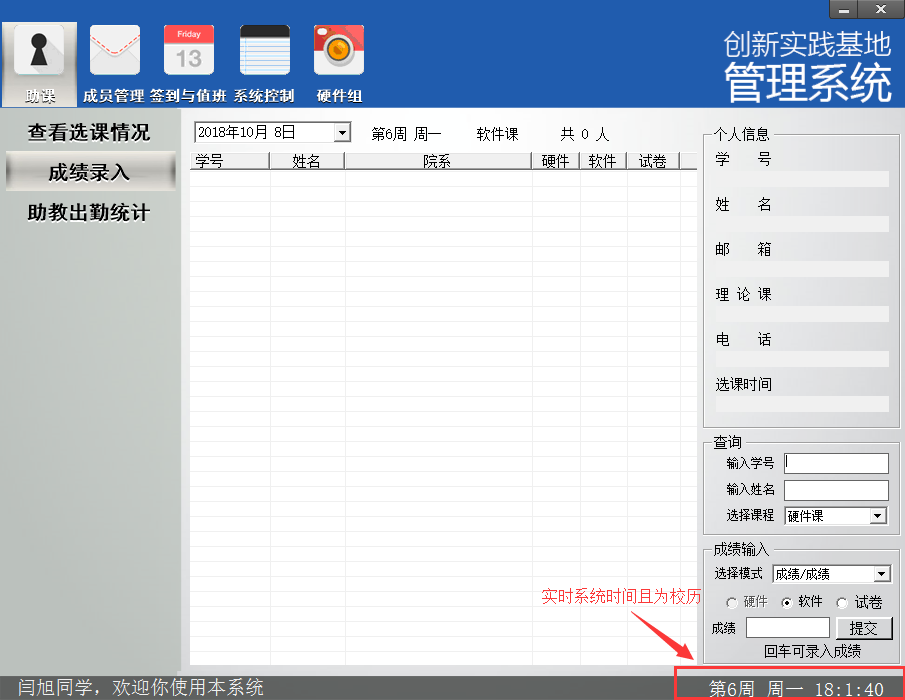 创新实践基地
管理系统
Friday
13
助课 成员管理 签到与值班 系统控制 硬件组
查看选课情况
成绩录入
助教出勤统计
2018年10月 8日 第6周 周一 软件课 共 0 人
学号 姓名 院系 硬件 软件 试卷
个人信息
学 号
姓 名
邮 箱
理 论 课
电 话
选课时间
查询
输入学号
输入姓名
选择课程 硬件课
成绩输入
选择模式 成绩/成绩
硬件 软件 试卷
成绩 提交
回车可录入成绩
实时系统时间且为校历
闫旭同学，欢迎你使用本系统
第6周 周一 18:1:40